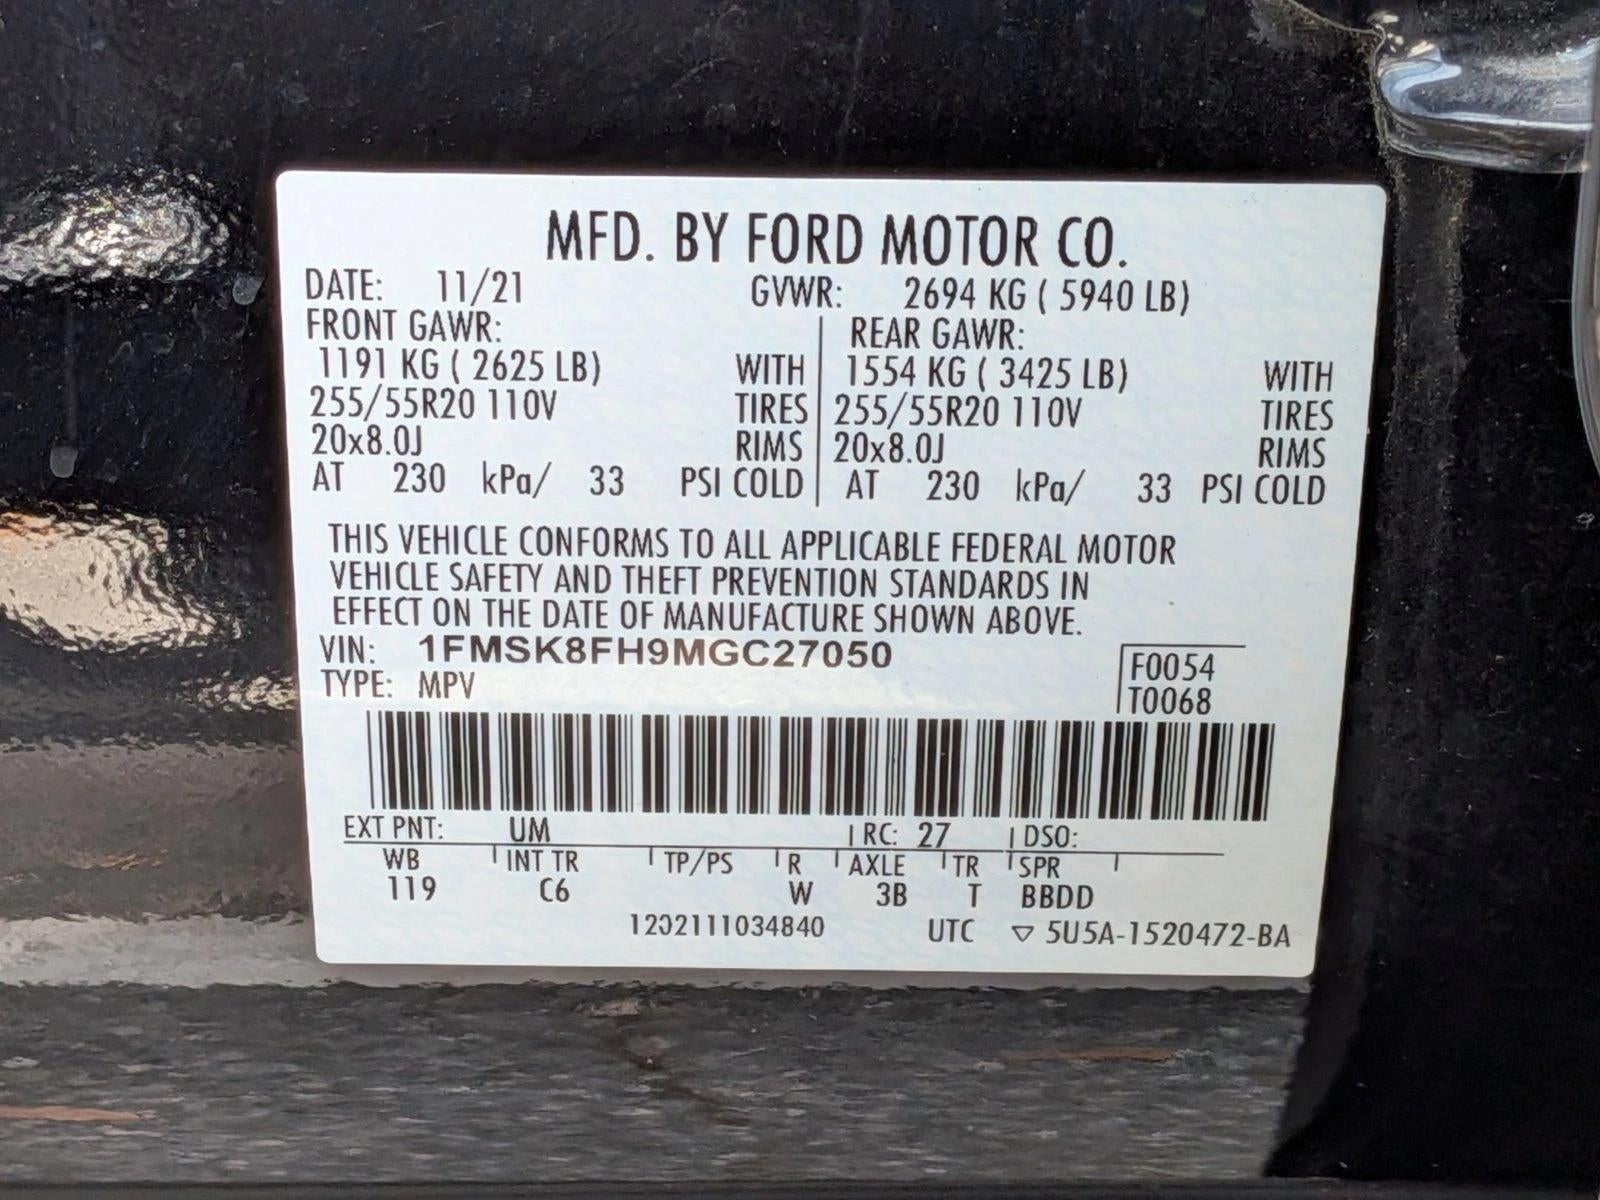 MFD. BY FORD MOTOR CO.
DATE: 11/21 GVWR: 2694 KG ( 5940 LB)
FRONT GAWR: REAR GAWR:
1191 KG ( 2625 LB) WITH 1554 KG ( 3425 LB) WITH
255/55R20 110V TIRES 255/55R20 110V TIRES
20x8.0J RIMS 20x8.0J RIMS
AT 230 kPa/ 33 PSI COLD AT 230 kPa/ 33 PSI COLD
THIS VEHICLE CONFORMS TO ALL APPLICABLE FEDERAL MOTOR
VEHICLE SAFETY AND THEFT PREVENTION STANDARDS IN
EFFECT ON THE DATE OF MANUFACTURE SHOWN ABOVE.
VIN: 1FMSK8FH9MGC27050
TYPE: MPV
F0054
T0068
EXT PNT: UM RC: 27 DSO:
WB INT TR TP/PS R AXLE TR SPR
119 C6 W 3B T BBDD
1202111034840 UTC ▽ 5U5A-1520472-BA